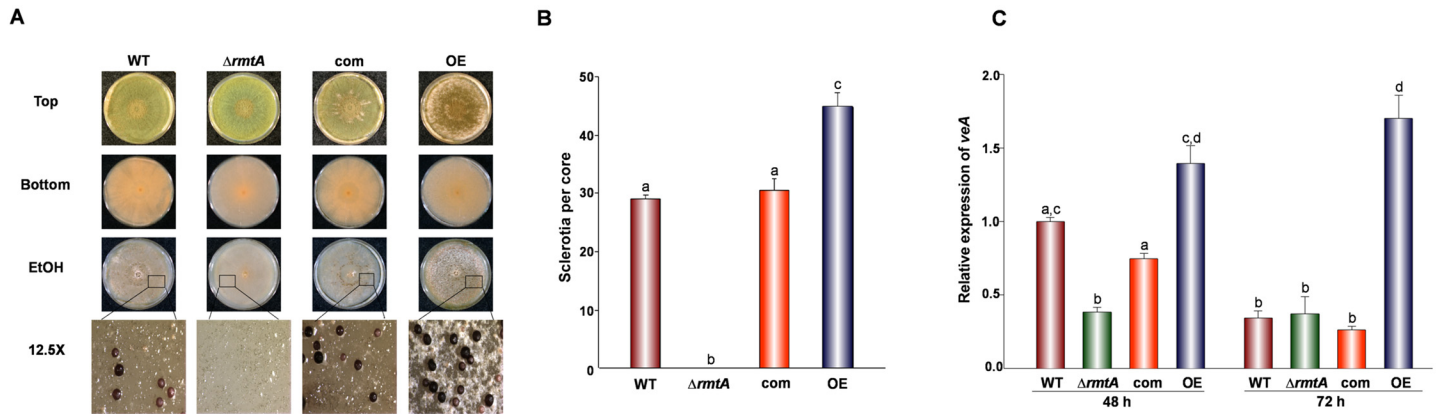 A
WT ΔrmtA com OE
Top
Bottom
EtOH
12.5X
B
Sclerotia per core
50
40
30
20
10
0
a
b
a
c
WT ΔrmtA com OE
C
Relative expression of veA
2.0
1.5
1.0
0.5
0.0
a,c
b
a
c,d
b
b
b
d
WT ΔrmtA com OE WT ΔrmtA com OE
48 h 72 h